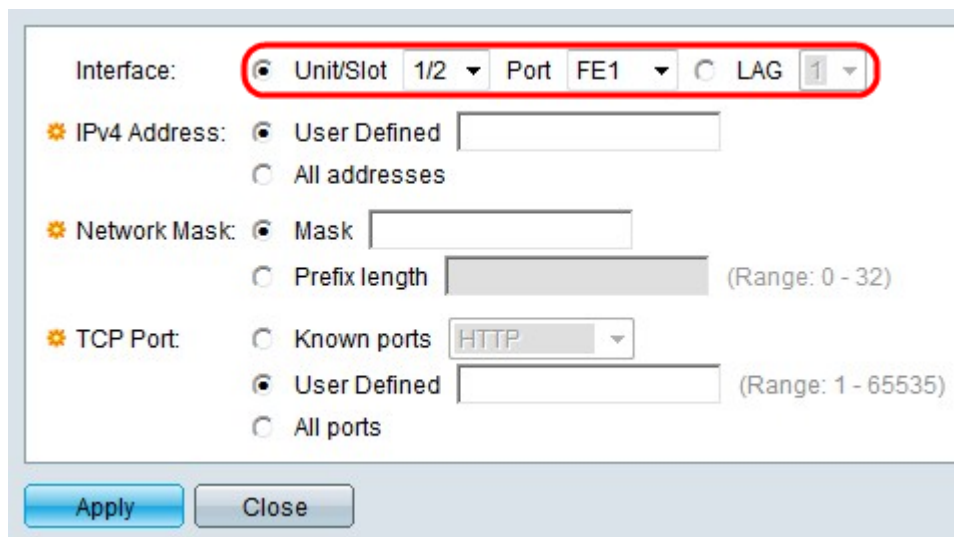 Interface: Unit/Slot 1/2 Port FE1 LAG 1
IPv4 Address: User Defined
All addresses
Network Mask: Mask
Prefix length (Range: 0 - 32)
TCP Port: Known ports HTTP
User Defined (Range: 1 - 65535)
All ports
Apply Close